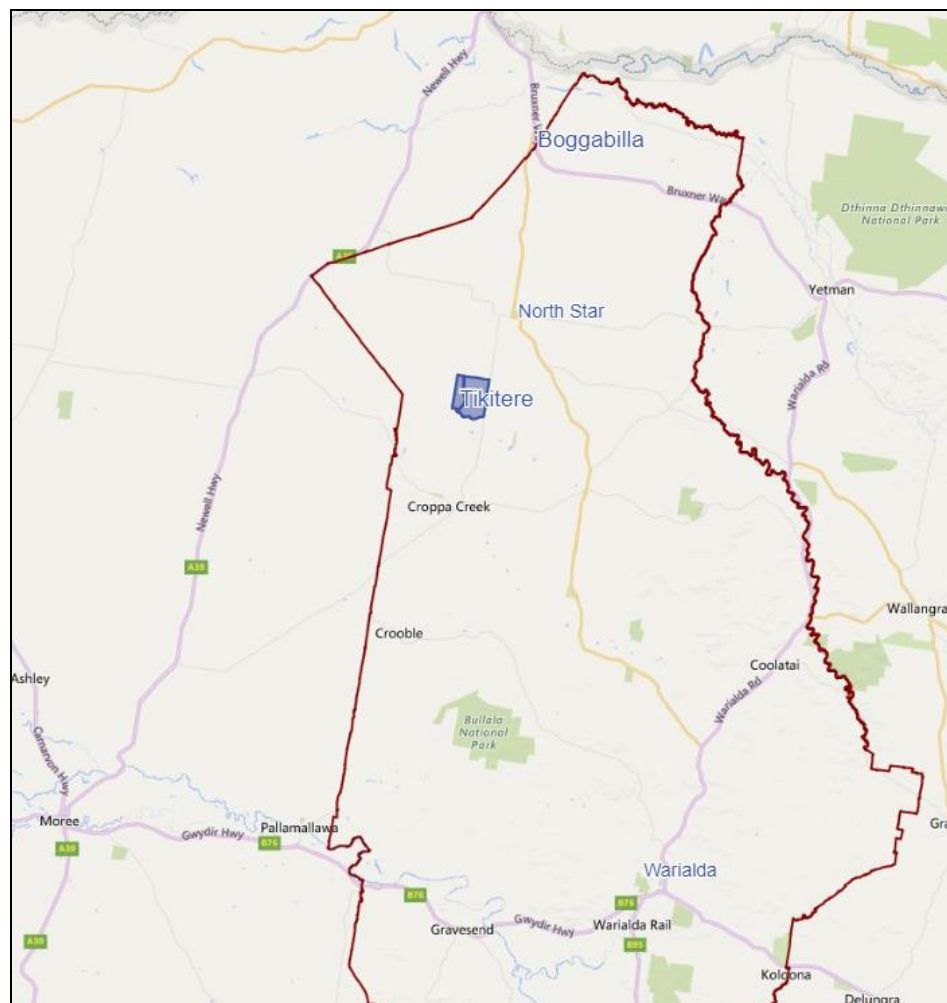 Newell Hwy
Bruxner Way
Boggabilla
Bruxner Way
Dthinna Dthinnawan
National Park
A39
Yetman
North Star
Tikitere
Warialda Rd
Newell Hwy
Croppa Creek
A39
Wallangra
Crooble
Coolatai
Ashley
Warialda Rd
Bullala
National
Park
Carnarvon Hwy
Moree
Pallamallawa
Gwydir Hwy
B76
Gra
A39
Warialda
B76
B76
Gravesend
Gwydir Hwy
Warialda Rail
A39
B95
Kolgona
Delungra